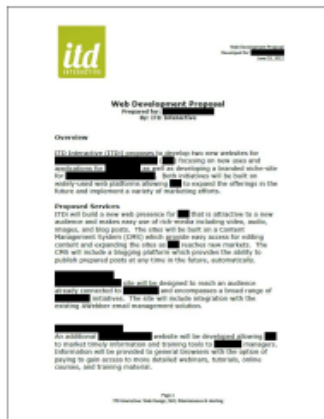 itd
INTERACTIVE
Web Development Proposal
Developed for
Web Development Proposal
Prepared for:
By: ITD Interactive
Overview
ITD Interactive (ITDi) proposes to develop two new websites for
focusing on new uses and
applications for as well as developing a branded niche-site
for Both initiatives will be built on
widely-used web platforms allowing to expand the offerings in the
future and implement a variety of marketing efforts.
Proposed Services
ITDi will build a new web presence for that is attractive to a new
audience and makes easy use of rich media including video, audio,
images, and blog posts. The sites will be built on a Content
Management System (CMS) which provide easy access for editing
content and expanding the sites as reaches new markets. The
CMS will include a blogging platform which provides the ability to
publish prepared posts at any time in the future, automatically.
site will be designed to reach an audience
already connected to and encompasses a broad range of
initiatives. The site will include integration with the
existing email management solution.
An additional website will be developed allowing
to market timely information and training tools to managers.
Information will be provided to general browsers with the option of
paying to gain access to more detailed webinars, tutorials, online
courses, and training material.
Page 1